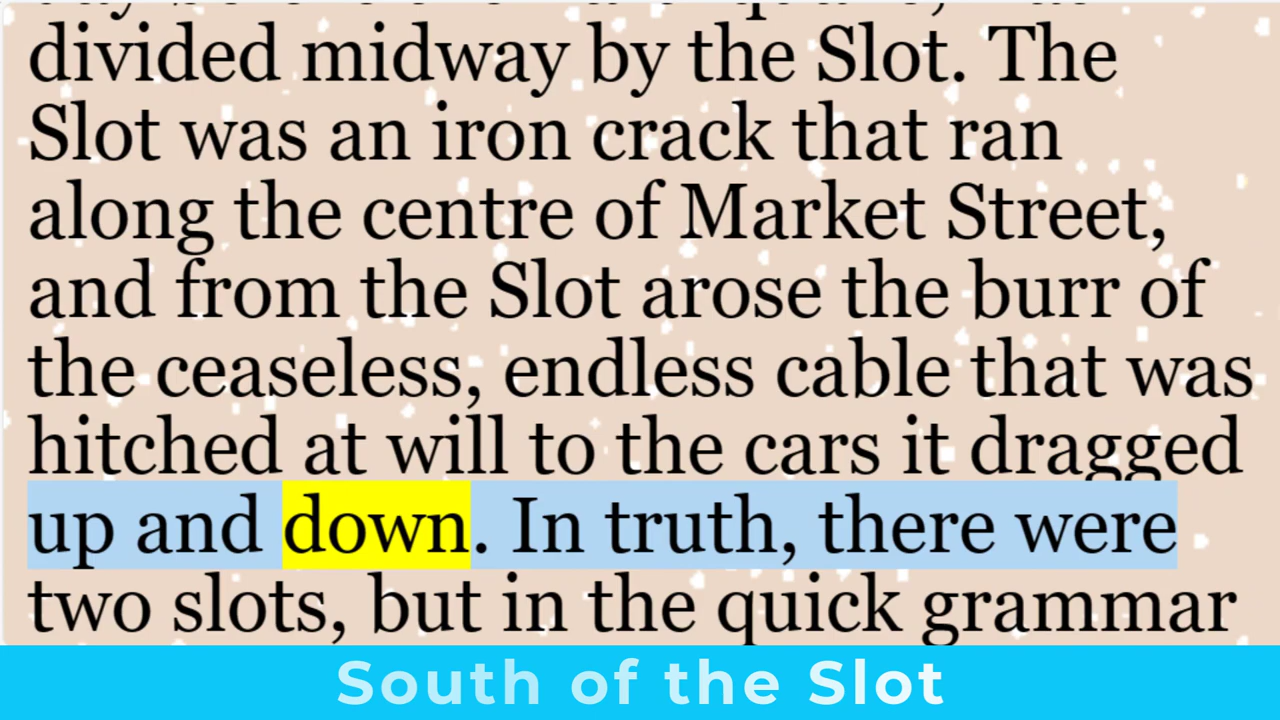 divided midway by the Slot. The
Slot was an iron crack that ran
along the centre of Market Street,
and from the Slot arose the burr of
the ceaseless, endless cable that was
hitched at will to the cars it dragged
up and down. In truth, there were
two slots, but in the quick grammar
South of the Slot